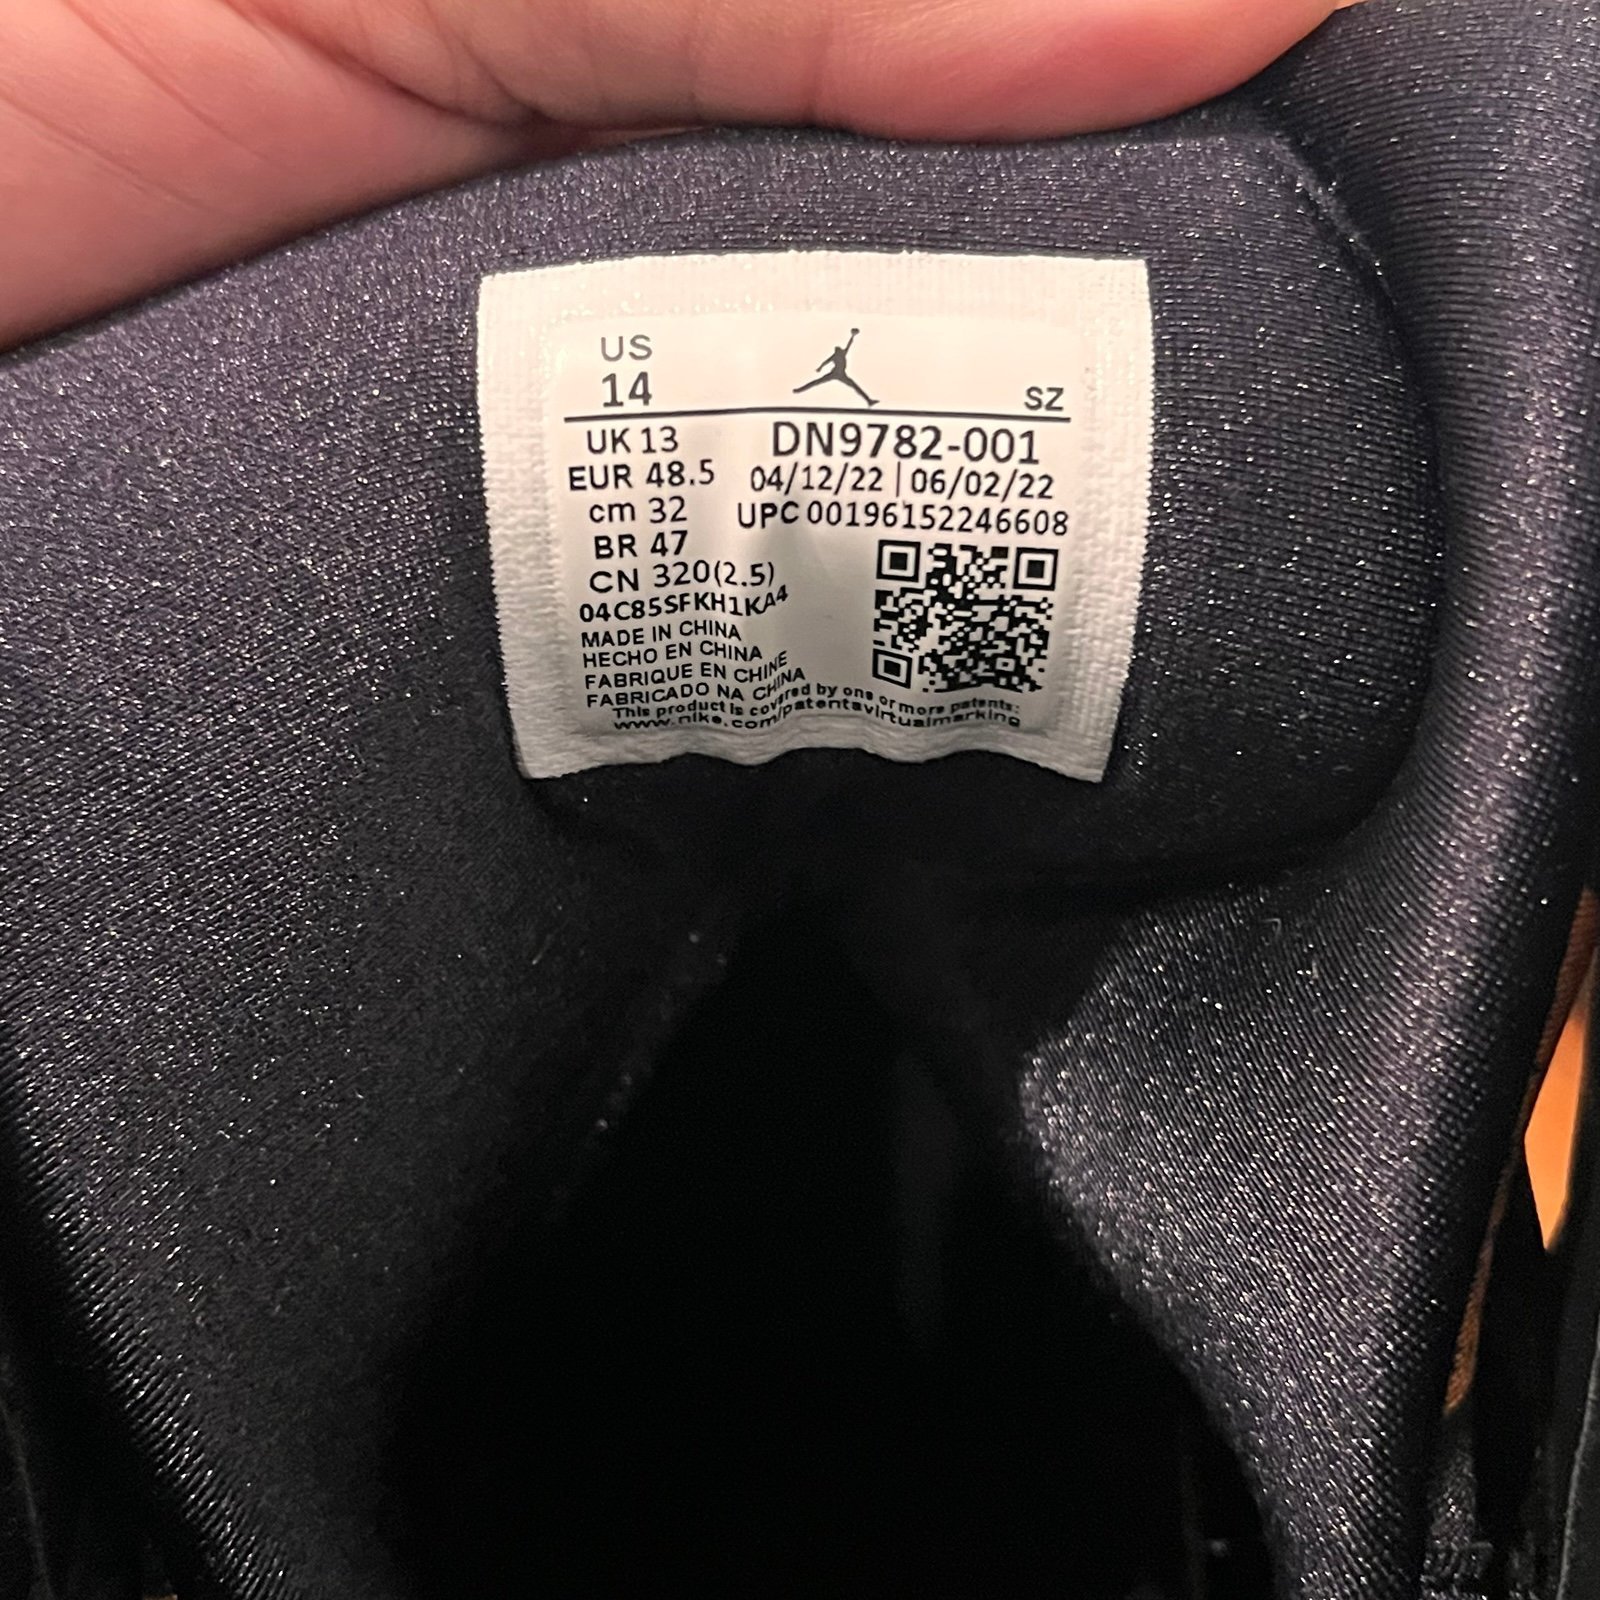 US
14
SZ
UK 13
DN9782-001
EUR 48.5
04/12/22 | 06/02/22
cm 32
UPC 00196152246608
BR 47
CN 320(2.5)
04C85SFKH1KA4
MADE IN CHINA
HECHO EN CHINA
FABRIQUE EN CHINE
FABRICADO NA CHINA
This product is covered by one or more patents:
www.nike.com/patentsvirtualmarking